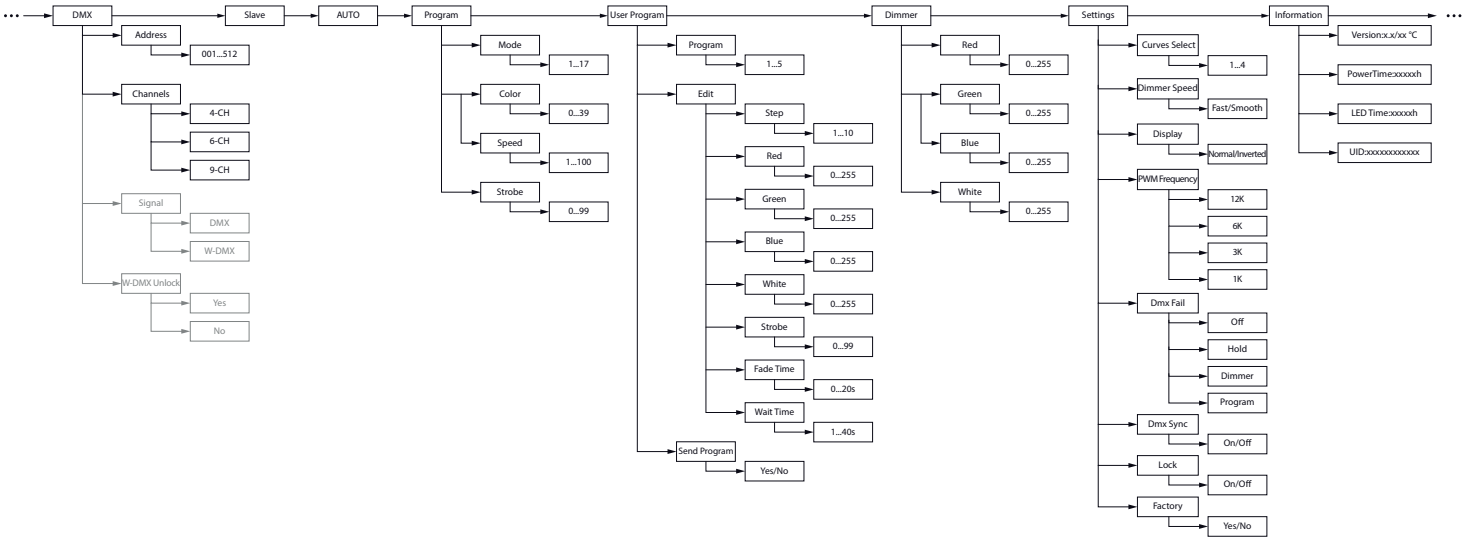 ...
DMX
Slave
AUTO
Program
User Program
Dimmer
Settings
Information
...
Address
001...512
Channels
4-CH
6-CH
9-CH
Signal
DMX
W-DMX
W-DMX Unlock
Yes
No
Mode
1...17
Color
0...39
Speed
1...100
Strobe
0...99
Program
1...5
Edit
Step
1...10
Red
0...255
Green
0...255
Blue
0...255
White
0...255
Strobe
0...99
Fade Time
0...20s
Wait Time
1...40s
Send Program
Yes/No
Red
0...255
Green
0...255
Blue
0...255
White
0...255
Curves Select
1...4
Dimmer Speed
Fast/Smooth
Display
Normal/Inverted
PWM Frequency
12K
6K
3K
1K
Dmx Fail
Off
Hold
Dimmer
Program
Dmx Sync
On/Off
Lock
On/Off
Factory
Yes/No
Version:x.x/xx °C
PowerTime:xxxxxh
LED Time:xxxxxh
UID:xxxxxxxxxxxx